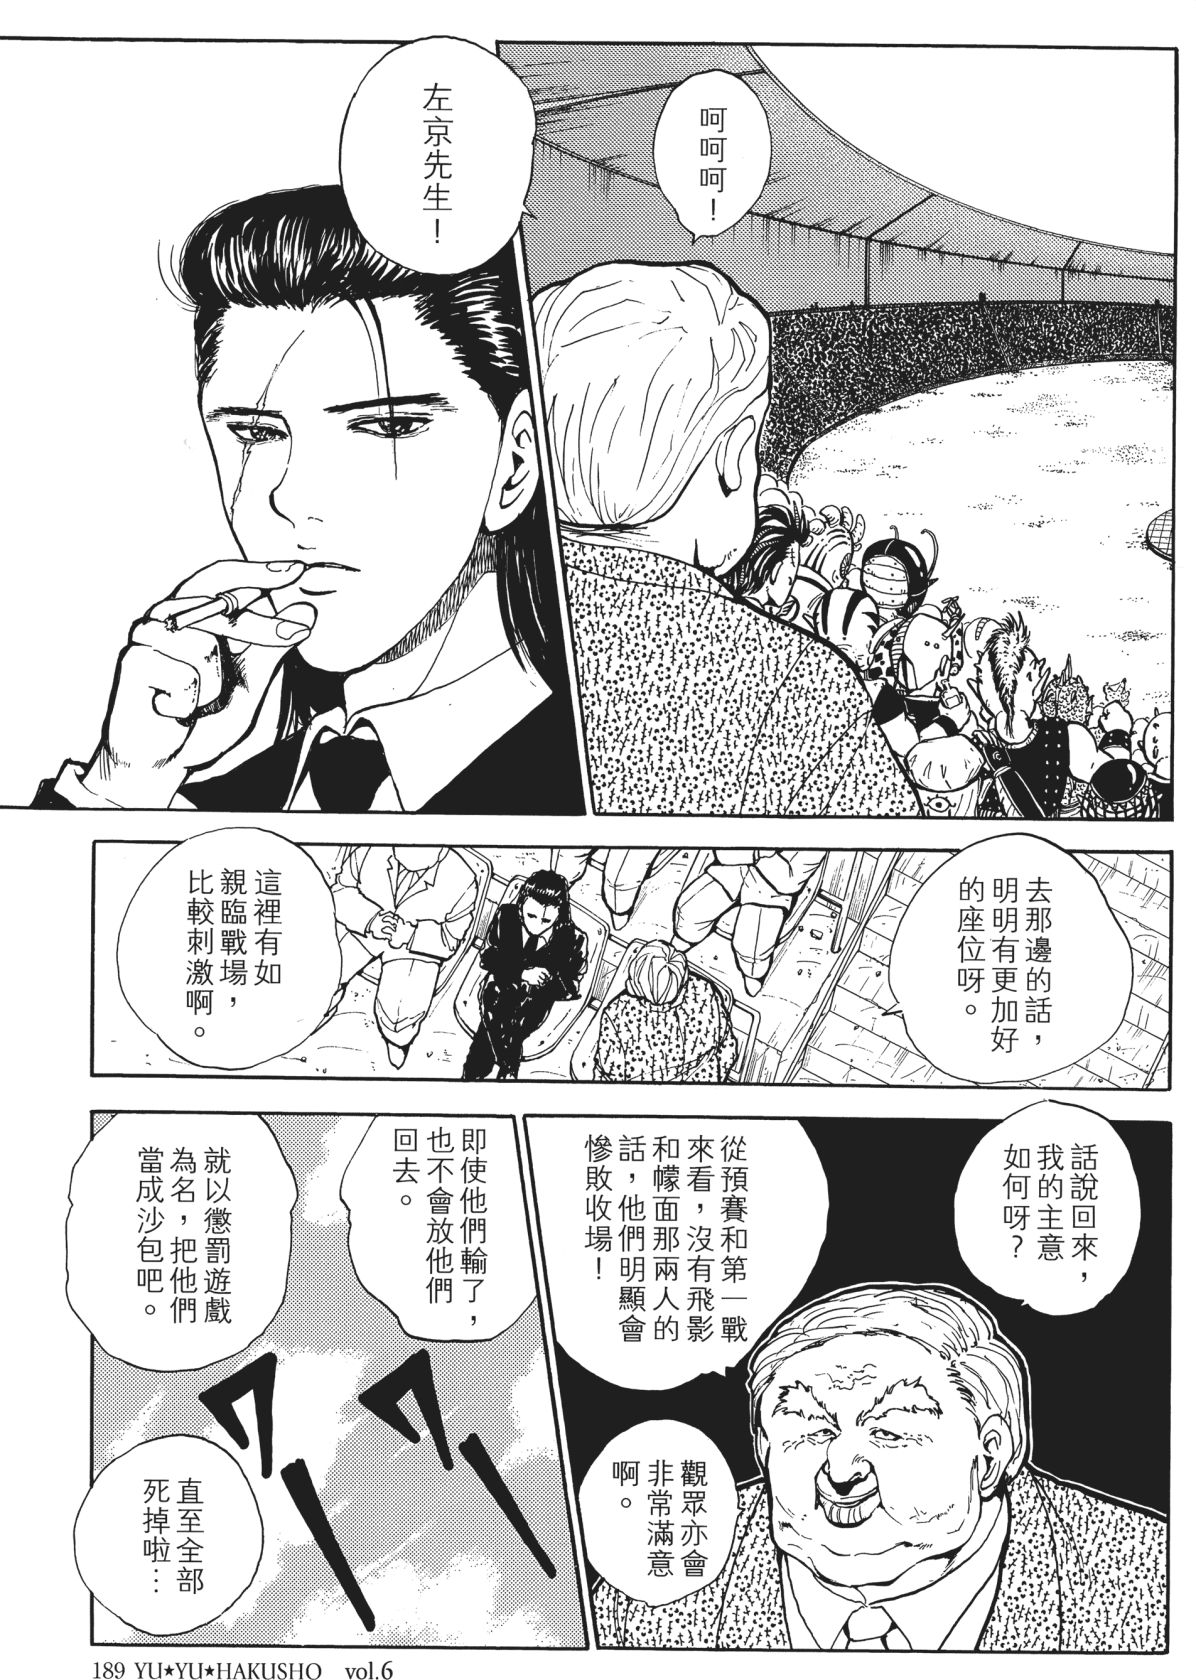 呵呵呵！
左京先生！
去那邊的話，
明明有更加好
的座位呀。
這裡有如
親臨戰場，
比較刺激啊。
話說回來，
我的主意
如何呀？
從預賽和第一戰
來看，沒有飛影
和幪面那兩人的
話，他們明顯會
慘敗收場！
觀眾亦會
非常滿意
啊。
即使他們輸了，
也不會放他們
回去。
就以懲罰遊戲
為名，把他們
當成沙包吧。
直至全部
死掉啦…
ククク
189 YU★YU★HAKUSHO vol.6